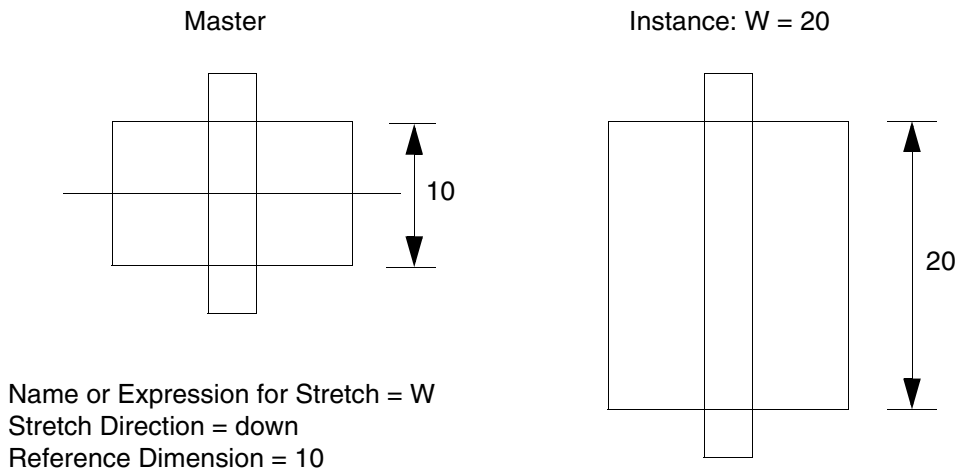 Master
Instance: W = 20
10
20
Name or Expression for Stretch = W
Stretch Direction = down
Reference Dimension = 10